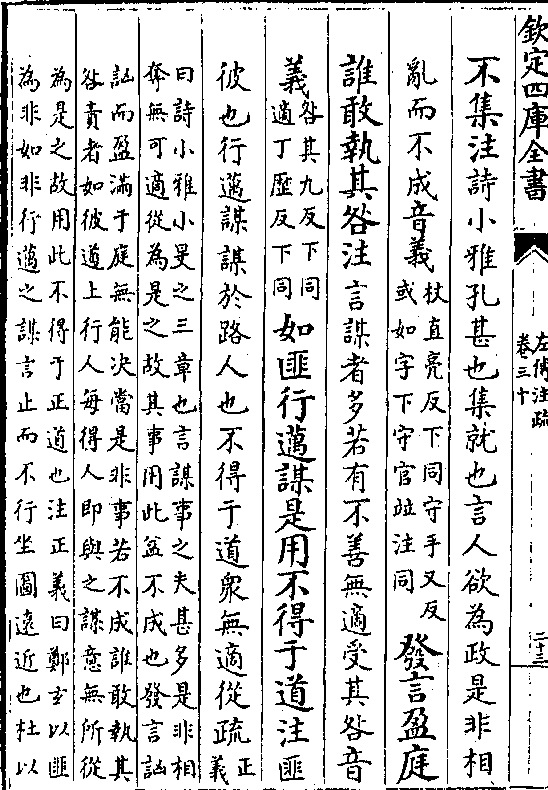 欽定四庫全書
左傳注疏
卷三十
二十三
不集注詩小雅孔甚也集就也言人欲為政是非相
亂而不成音義杖直亮反下同守手又反
或如字下守官竝注同發言盈庭
誰敢執其咎注言謀者多若有不善無適受其咎音
義咎其九反下同
適丁歷反下同如匪行邁謀是用不得于道注匪
彼也行邁謀謀於路人也不得于道衆無適從疏正
義
曰詩小雅小旻之三章也言謀事之夫甚多是非相
奪無可適從為是之故其事用此益不成也發言訩
訩而盈滿于庭無能決當是非事若不成誰敢執其
咎責者如彼道上行人每得人即與之謀意無所從
為是之故用此不得于正道也注正義曰鄭𤣥以匪
為非如非行邁之謀言止而不行坐圖逺近也杜以